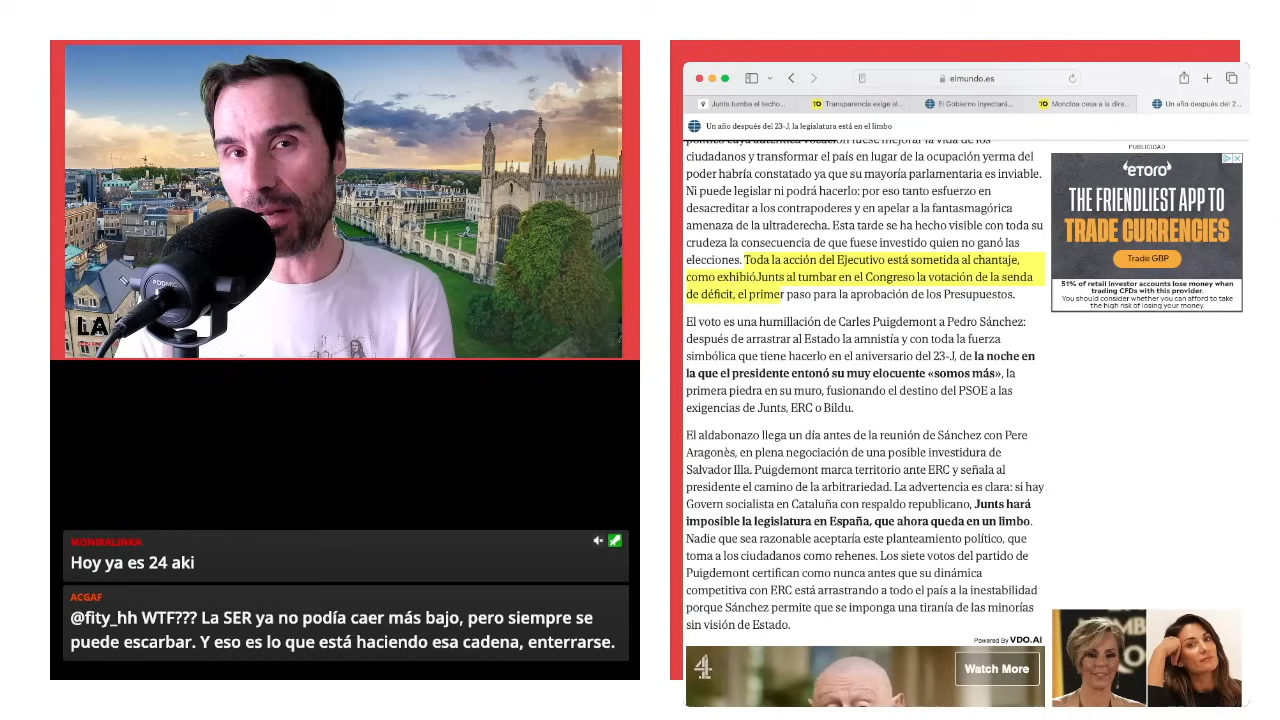 PODMIC
LA
MONIKALINKA
Hoy ya es 24 aki
ACGAF
@fity_hh WTF??? La SER ya no podía caer más bajo, pero siempre se
puede escarbar. Y eso es lo que está haciendo esa cadena, enterrarse.
elmundo.es
Junts tumba el techo...
Transparencia exige al...
El Gobierno inyectará...
Moncloa cesa a la dire...
Un año después del 2...
Un año después del 23-J, la legislatura está en el limbo
político cuya auténtica vocación fuese mejorar la vida de los
ciudadanos y transformar el país en lugar de la ocupación yerma del
poder habría constatado ya que su mayoría parlamentaria es inviable.
Ni puede legislar ni podrá hacerlo: por eso tanto esfuerzo en
desacreditar a los contrapoderes y en apelar a la fantasmagórica
amenaza de la ultraderecha. Esta tarde se ha hecho visible con toda su
crudeza la consecuencia de que fuese investido quien no ganó las
elecciones. Toda la acción del Ejecutivo está sometida al chantaje,
como exhibióJunts al tumbar en el Congreso la votación de la senda
de déficit, el primer paso para la aprobación de los Presupuestos.
El voto es una humillación de Carles Puigdemont a Pedro Sánchez:
después de arrastrar al Estado la amnistía y con toda la fuerza
simbólica que tiene hacerlo en el aniversario del 23-J, de la noche en
la que el presidente entonó su muy elocuente «somos más», la
primera piedra en su muro, fusionando el destino del PSOE a las
exigencias de Junts, ERC o Bildu.
El aldabonazo llega un día antes de la reunión de Sánchez con Pere
Aragonès, en plena negociación de una posible investidura de
Salvador Illa. Puigdemont marca territorio ante ERC y señala al
presidente el camino de la arbitrariedad. La advertencia es clara: si hay
Govern socialista en Cataluña con respaldo republicano, Junts hará
imposible la legislatura en España, que ahora queda en un limbo.
Nadie que sea razonable aceptaría este planteamiento político, que
toma a los ciudadanos como rehenes. Los siete votos del partido de
Puigdemont certifican como nunca antes que su dinámica
competitiva con ERC está arrastrando a todo el país a la inestabilidad
porque Sánchez permite que se imponga una tiranía de las minorías
sin visión de Estado.
Powered By VDO.AI
4
Watch More
PUBLICIDAD
eToro
THE FRIENDLIEST APP TO
TRADE CURRENCIES
Trade GBP
51% of retail investor accounts lose money when
trading CFDs with this provider.
You should consider whether you can afford to take
the high risk of losing your money.